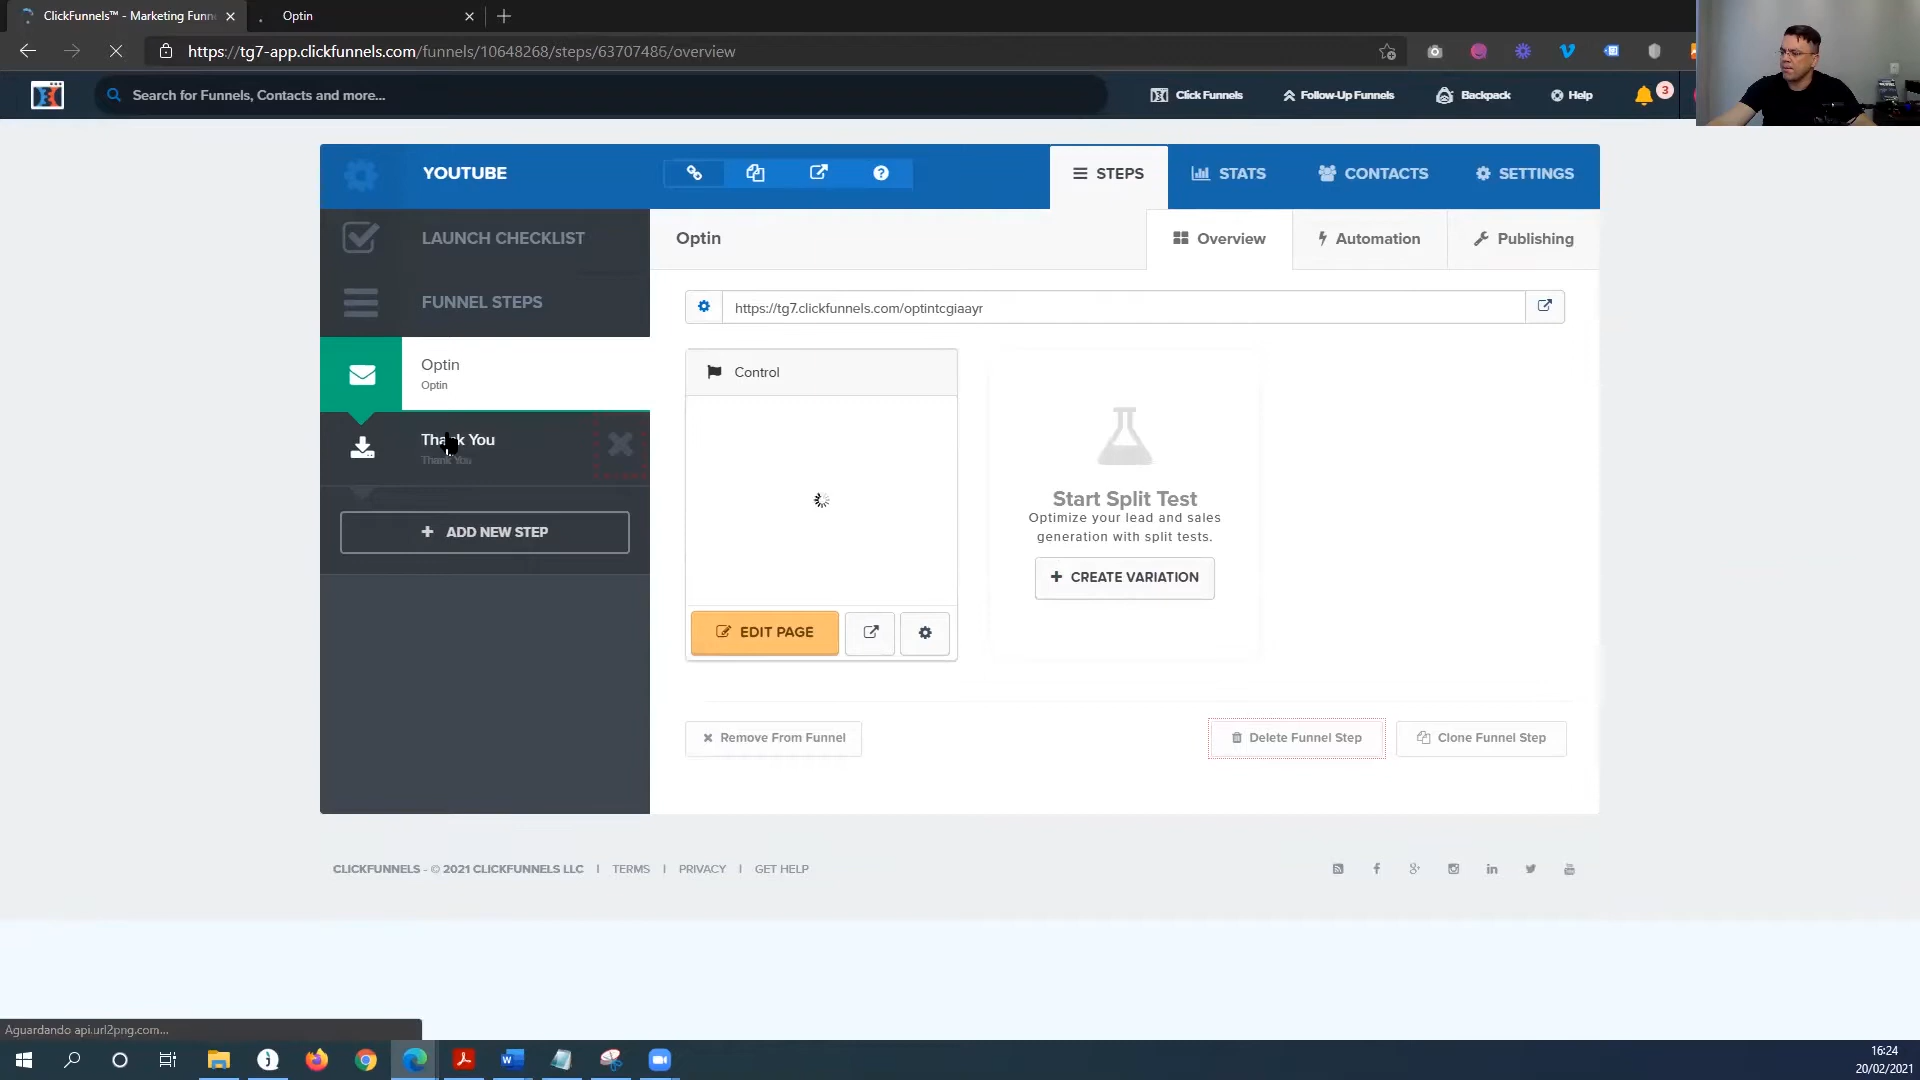 ClickFunnels™ - Marketing Funn
Optin
https://tg7-app.clickfunnels.com/funnels/10648268/steps/63707486/overview
Search for Funnels, Contacts and more...
Click Funnels
Follow-Up Funnels
Backpack
Help
3
YOUTUBE
STEPS
STATS
CONTACTS
SETTINGS
LAUNCH CHECKLIST
Optin
Overview
Automation
Publishing
FUNNEL STEPS
https://tg7.clickfunnels.com/optintcgiaayr
Optin
Optin
Control
Thank You
Thank You
Start Split Test
Optimize your lead and sales
generation with split tests.
ADD NEW STEP
CREATE VARIATION
EDIT PAGE
Remove From Funnel
Delete Funnel Step
Clone Funnel Step
CLICKFUNNELS - © 2021 CLICKFUNNELS LLC | TERMS | PRIVACY | GET HELP
Aguardando api.url2png.com...
16:24
20/02/2021